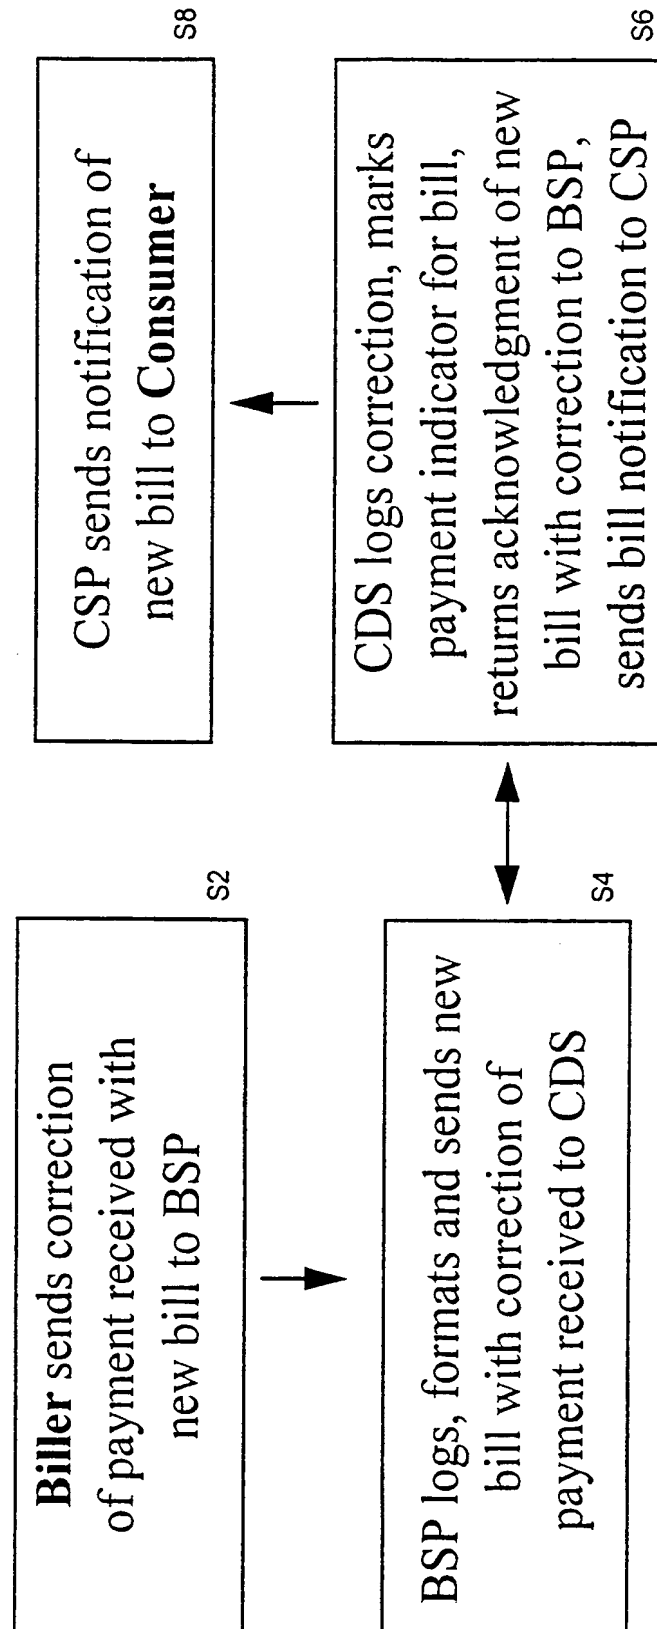 Biller sends correction
of payment received with
new bill to BSP
S2
BSP logs, formats and sends new
bill with correction of
payment received to CDS
S4
CDS logs correction, marks
payment indicator for bill,
returns acknowledgment of new
bill with correction to BSP,
sends bill notification to CSP
S6
CSP sends notification of
new bill to Consumer
S8